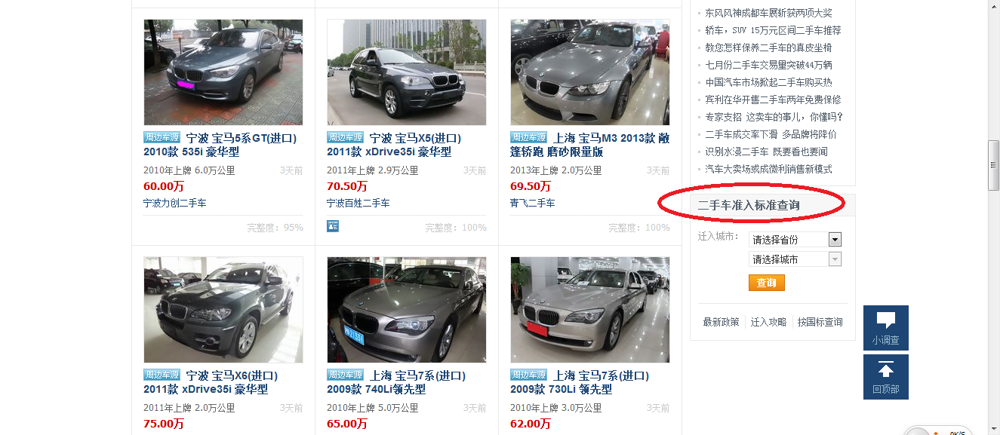 周边车源 宁波 宝马5系GT(进口)
2010款 535i 豪华型
2010年上牌 6.0万公里 3天前
60.00万
宁波力创二手车
完整度：95%
周边车源 宁波 宝马X5(进口)
2011款 xDrive35i 豪华型
2011年上牌 2.9万公里 3天前
70.50万
宁波百姓二手车
完整度：100%
周边车源 上海 宝马M3 2013款 敞
篷轿跑 磨砂限量版
2013年上牌 2.0万公里 3天前
69.50万
青飞二手车
完整度：100%
周边车源 宁波 宝马X6(进口)
2011款 xDrive35i 豪华型
2011年上牌 2.0万公里 3天前
75.00万
周边车源 上海 宝马7系(进口)
2009款 740Li领先型
2010年上牌 5.0万公里 3天前
65.00万
周边车源 上海 宝马7系(进口)
2009款 730Li 领先型
2010年上牌 3.0万公里 3天前
62.00万
东风风神成都车展斩获两项大奖
轿车，SUV 15万元区间二手车推荐
教您怎样保养二手车的真皮坐椅
七月份二手车交易量突破44万辆
中国汽车市场掀起二手车购买热
宾利在华开售二手车两年免费保修
专家支招 这卖车的事儿，你懂吗？
二手车成交率下滑 多品牌将降价
识别水浸二手车 既要看也要闻
汽车大卖场或成微利销售新模式
二手车准入标准查询
迁入城市： 请选择省份
请选择城市
查询
最新政策 迁入攻略 按国标查询
小调查
回顶部
0K/S